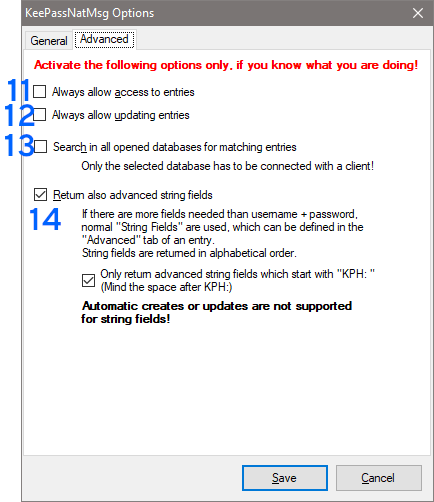 KeePassNatMsg Options
General Advanced
Activate the following options only, if you know what you are doing!
11 Always allow access to entries
12 Always allow updating entries
13 Search in all opened databases for matching entries
Only the selected database has to be connected with a client!
Return also advanced string fields
14 If there are more fields needed than username + password,
normal "String Fields" are used, which can be defined in the
"Advanced" tab of an entry.
String fields are returned in alphabetical order.
Only return advanced string fields which start with "KPH: "
(Mind the space after KPH:)
Automatic creates or updates are not supported
for string fields!
Save Cancel